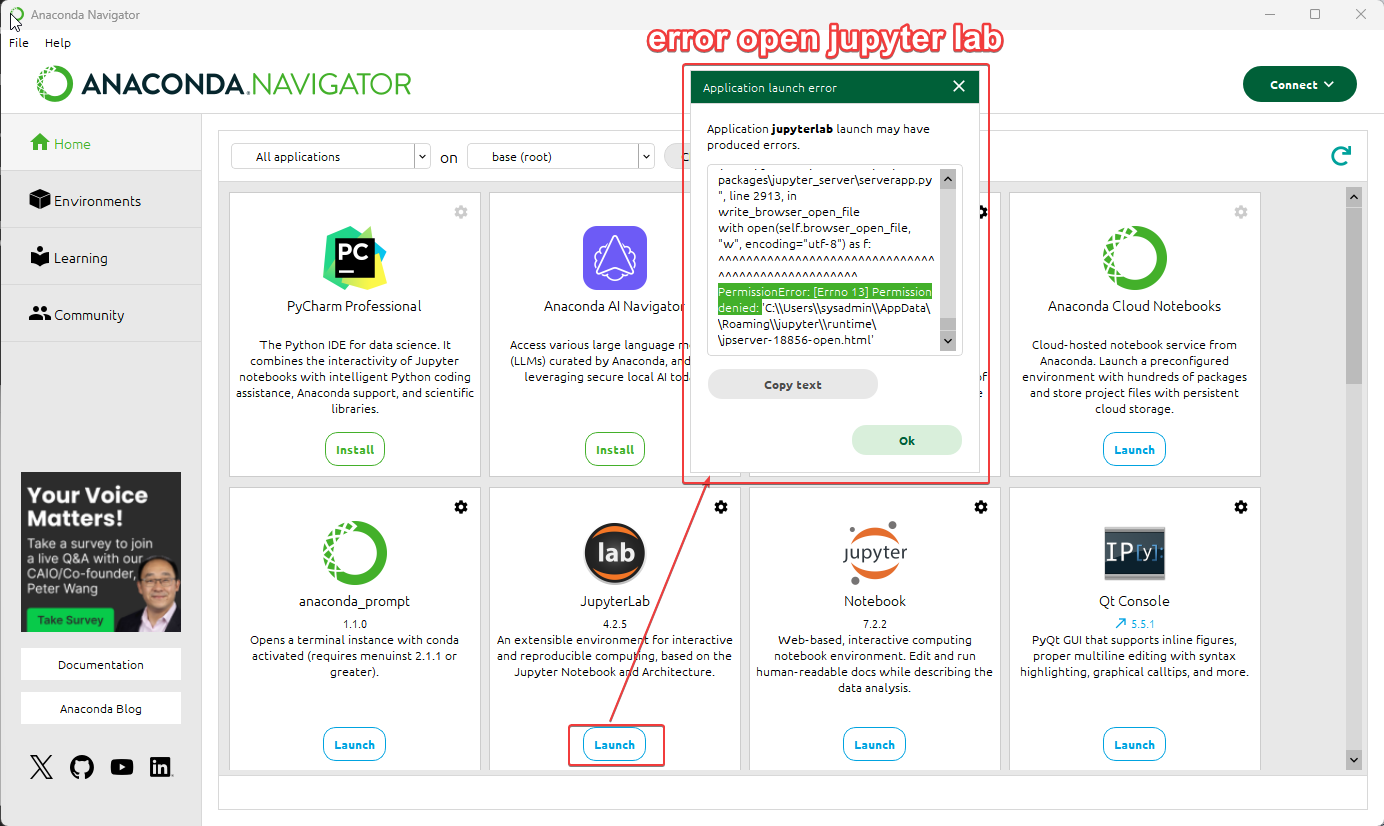 Anaconda Navigator
File Help
error open jupyter lab
ANACONDA.NAVIGATOR
Connect
Application launch error
Application jupyterlab launch may have
produced errors.
packages\jupyter_server\serverapp.py
", line 2913, in
write_browser_open_file
with open(self.browser_open_file,
"w", encoding="utf-8") as f:
^^^^^^^^^^^^^^^^^^^^^^^^^^^^^^^
^^^^^^^^^^^^^^^^^^^^
PermissionError: [Errno 13] Permission
denied: 'C:\\Users\\sysadmin\\AppData\
\Roaming\\jupyter\\runtime\
\jpserver-18856-open.html'
Copy text
Ok
Home
Environments
Learning
Community
All applications
on
base (root)
PC
PyCharm Professional
The Python IDE for data science. It
combines the interactivity of Jupyter
notebooks with intelligent Python coding
assistance, Anaconda support, and scientific
libraries.
Install
Anaconda AI Navigator
Access various large language
(LLMs) curated by Anaconda,
leveraging secure local AI
Install
of
Anaconda Cloud Notebooks
Cloud-hosted notebook service from
Anaconda. Launch a preconfigured
environment with hundreds of packages
and store project files with persistent
cloud storage.
Launch
anaconda_prompt
1.1.0
Opens a terminal instance with conda
activated (requires menuinst 2.1.1 or
greater).
Launch
lab
JupyterLab
4.2.5
An extensible environment for interactive
and reproducible computing, based on the
Jupyter Notebook and Architecture.
Launch
jupyter
Notebook
7.2.2
Web-based, interactive computing
notebook environment. Edit and run
human-readable docs while describing the
data analysis.
Launch
IP[y]:
Qt Console
5.5.1
PyQt GUI that supports inline figures,
proper multiline editing with syntax
highlighting, graphical calltips, and more.
Launch
Your Voice
Matters!
Take a survey to join
a live Q&A with our
CAIO/Co-founder,
Peter Wang
Take Survey
Documentation
Anaconda Blog